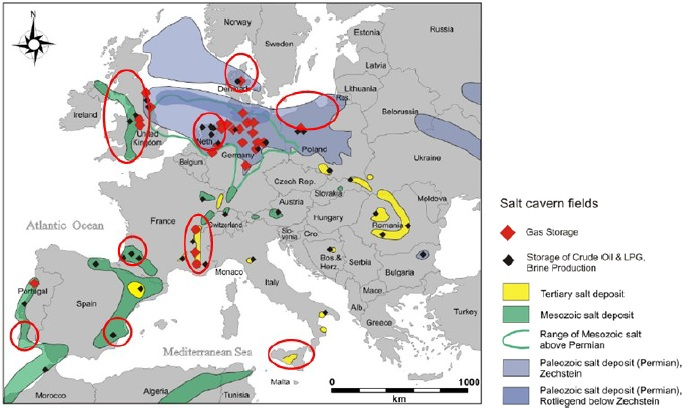 N
Norway
Sweden
Estonia
Russia
Latvia
Denmark
Lithuania
Rus.
Ireland
United
Kingdom
Neth.
Belorussia
Poland
Germany
Belgium
Ukraine
Czech Rep.
Slovakia
Moldova
Atlantic Ocean
France
Switzerland
Austria
Hungary
Romania
Slo-
venia
Cro.
Bos &
Herz.
Serbia
Monaco
Italy
Bulgaria
Mace.
Alb.
Greece
Turkey
Portugal
Spain
Mediterranean Sea
Malta
Morocco
Algeria
Tunisia
0
1000
km
Salt cavern fields
Gas Storage
Storage of Crude Oil & LPG,
Brine Production
Tertiary salt deposit
Mesozoic salt deposit
Range of Mesozoic salt
above Permian
Paleozoic salt deposit (Permian),
Zechstein
Paleozoic salt deposit (Permian),
Rotliegend below Zechstein